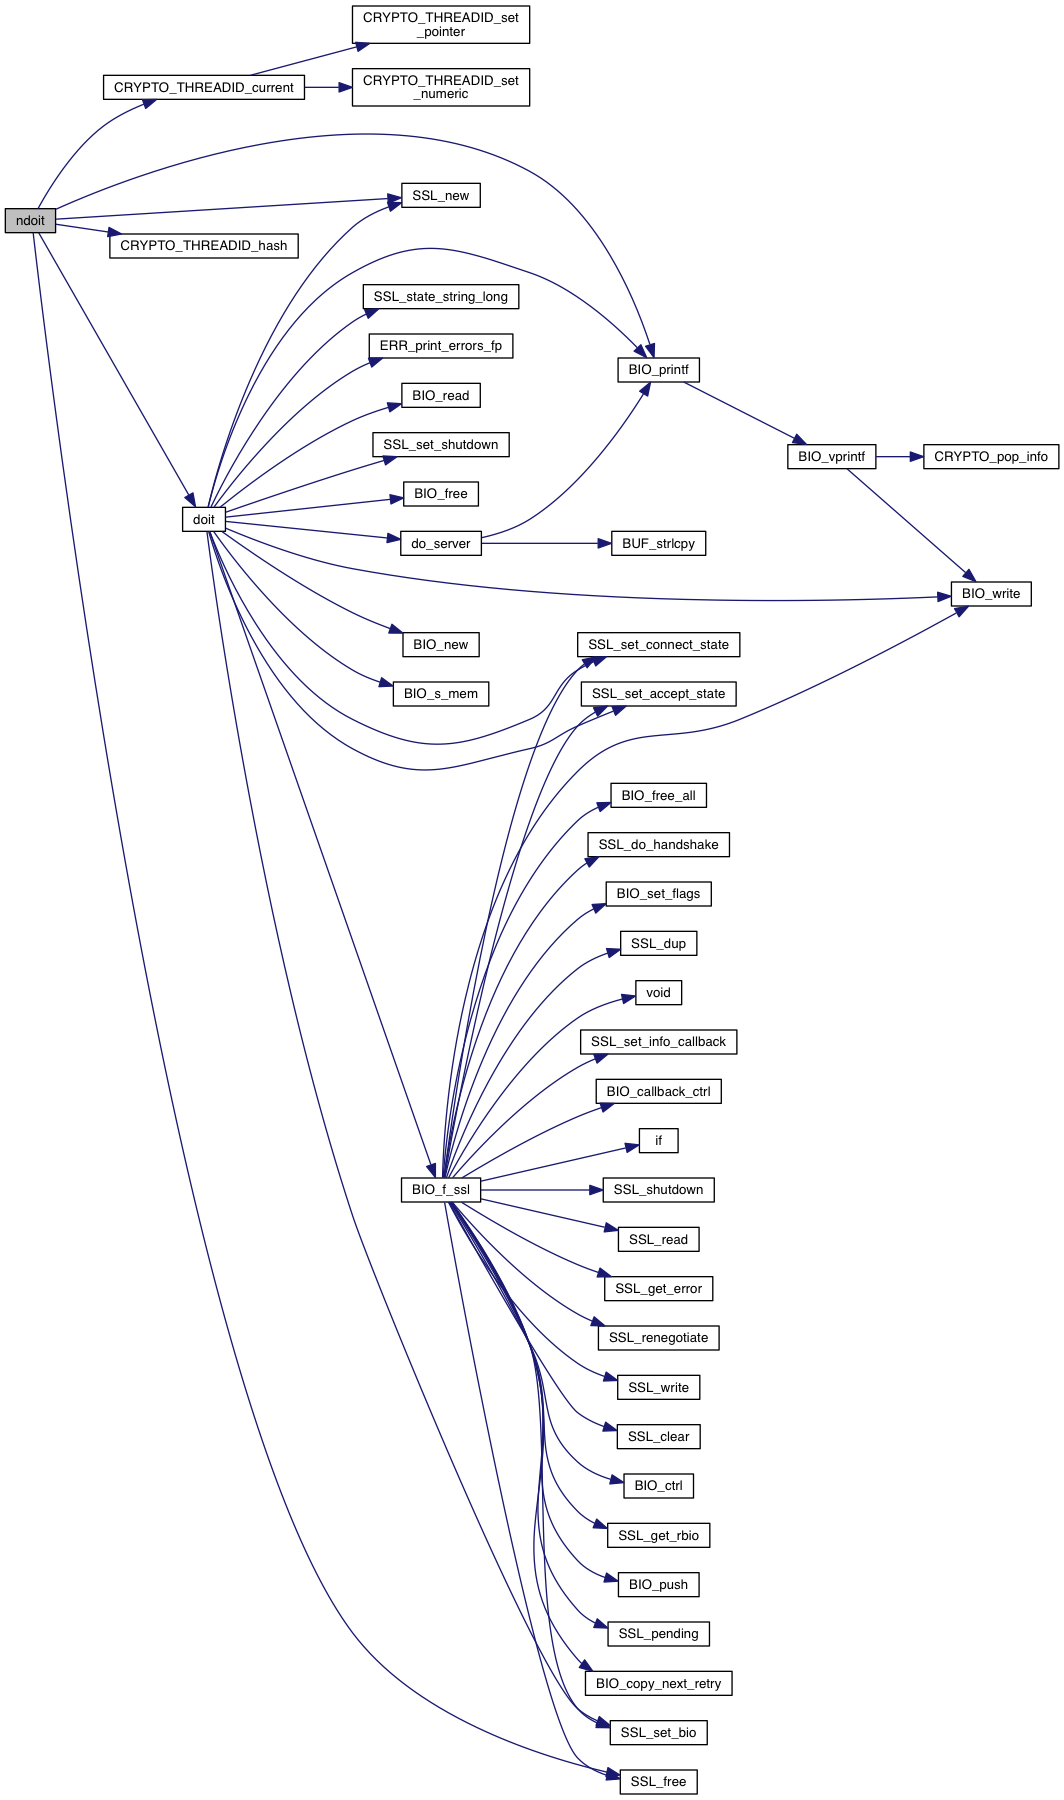 CRYPTO_THREADID_set
_pointer
CRYPTO_THREADID_current
CRYPTO_THREADID_set
_numeric
SSL_new
ndoit
CRYPTO_THREADID_hash
SSL_state_string_long
ERR_print_errors_fp
BIO_printf
BIO_read
SSL_set_shutdown
BIO_vprintf
CRYPTO_pop_info
BIO_free
doit
do_server
BUF_strlcpy
BIO_write
BIO_new
SSL_set_connect_state
BIO_s_mem
SSL_set_accept_state
BIO_free_all
SSL_do_handshake
BIO_set_flags
SSL_dup
void
SSL_set_info_callback
BIO_callback_ctrl
if
BIO_f_ssl
SSL_shutdown
SSL_read
SSL_get_error
SSL_renegotiate
SSL_write
SSL_clear
BIO_ctrl
SSL_get_rbio
BIO_push
SSL_pending
BIO_copy_next_retry
SSL_set_bio
SSL_free